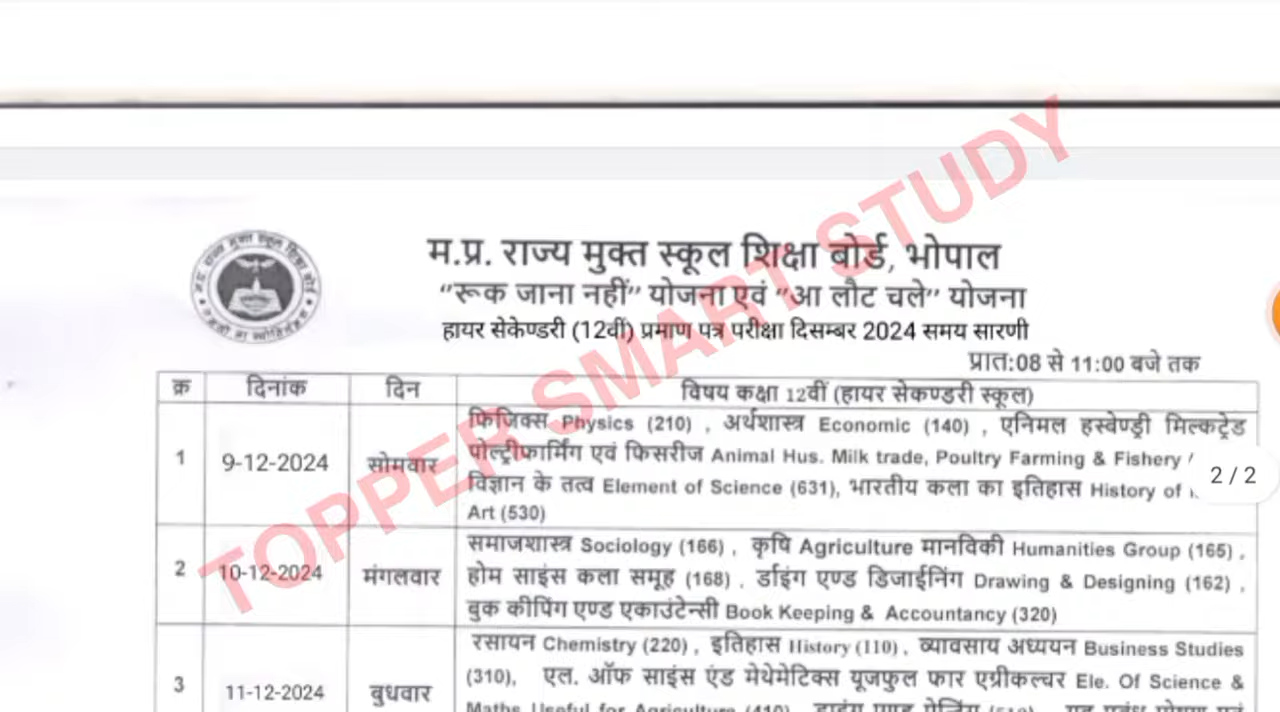 TOPPER SMART STUDY
म.प्र. राज्य मुक्त स्कूल शिक्षा बोर्ड, भोपाल
"रूक जाना नहीं" योजना एवं "आ लौट चले" योजना
हायर सेकेण्डरी (12वीं) प्रमाण पत्र परीक्षा दिसम्बर 2024 समय सारणी
प्रात:08 से 11:00 बजे तक
क्र दिनांक दिन विषय कक्षा 12वीं (हायर सेकण्डरी स्कूल)
1 9-12-2024 सोमवार फिजिक्स Physics (210) , अर्थशास्त्र Economic (140) , एनिमल हस्वेण्ड्री मिल्कट्रेड
पोल्ट्रीफार्मिंग एवं फिसरीज Animal Hus. Milk trade, Poultry Farming & Fishery
विज्ञान के तत्व Element of Science (631), भारतीय कला का इतिहास History of
Art (530)
2 10-12-2024 मंगलवार समाजशास्त्र Sociology (166) , कृषि Agriculture मानविकी Humanities Group (165) ,
होम साइंस कला समूह (168) , र्डाइंग एण्ड डिजाईनिंग Drawing & Designing (162) ,
बुक कीपिंग एण्ड एकाउंटेन्सी Book Keeping & Accountancy (320)
3 11-12-2024 बुधवार रसायन Chemistry (220) , इतिहास History (110) , व्यावसाय अध्ययन Business Studies
(310), एल. ऑफ साइंस एंड मेथेमेटिक्स यूजफुल फार एग्रीकल्चर Ele. Of Science &
Maths Useful for Agriculture (410)
2 / 2